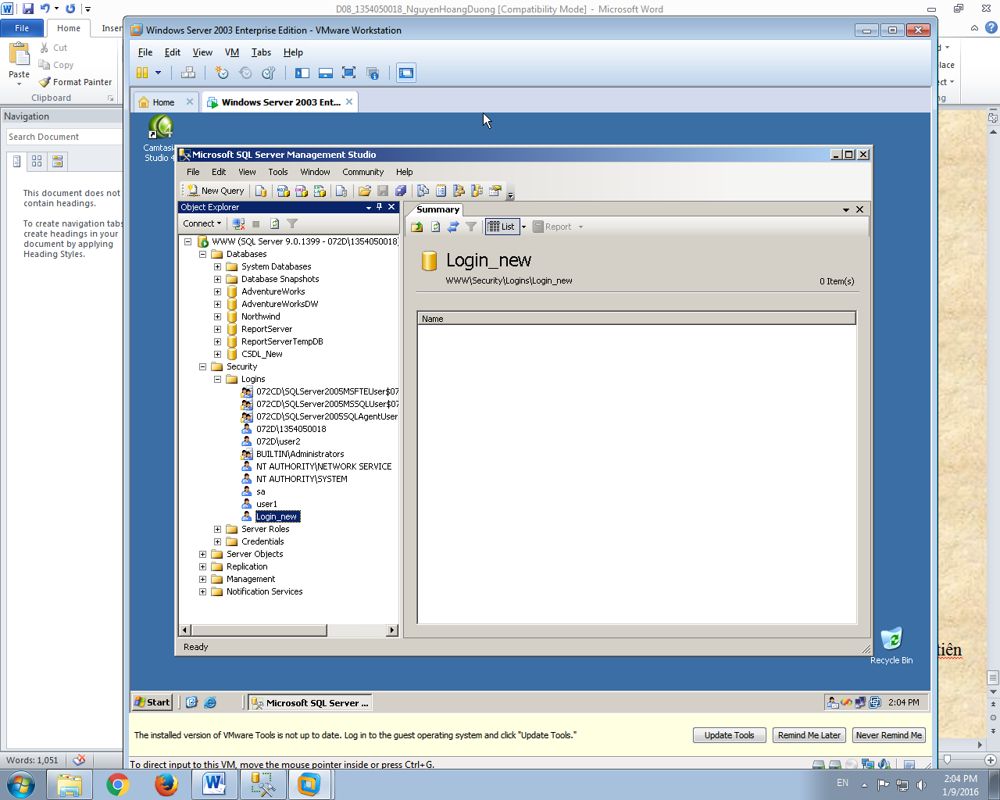 D08_1354050018_NguyenHoangDuong [Compatibility Mode] - Microsoft Word
File
Home
Inser
Cut
Copy
Paste
Format Painter
Clipboard
Navigation
Search Document
This document does not
contain headings.
To create navigation tabs,
create headings in your
document by applying
Heading Styles.
Windows Server 2003 Enterprise Edition - VMware Workstation
File Edit View VM Tabs Help
Home
Windows Server 2003 Ent...
Camtasi
Studio 4
Microsoft SQL Server Management Studio
File Edit View Tools Window Community Help
New Query
Object Explorer
Connect
WWW (SQL Server 9.0.1399 - 072D\1354050018)
Databases
System Databases
Database Snapshots
AdventureWorks
AdventureWorksDW
Northwind
ReportServer
ReportServerTempDB
CSDL_New
Security
Logins
072CD\SQLServer2005MSFTEUser$07
072CD\SQLServer2005MSSQLUser$07
072CD\SQLServer2005SQLAgentUser
072D\1354050018
072D\user2
BUILTIN\Administrators
NT AUTHORITY\NETWORK SERVICE
NT AUTHORITY\SYSTEM
sa
user1
Login_new
Server Roles
Credentials
Server Objects
Replication
Management
Notification Services
Summary
List
Report
Login_new
WWW\Security\Logins\Login_new
0 Item(s)
Name
Ready
Recycle Bin
tiên
Start
Microsoft SQL Server ...
2:04 PM
The installed version of VMware Tools is not up to date. Log in to the guest operating system and click "Update Tools."
Update Tools
Remind Me Later
Never Remind Me
To direct input to this VM, move the mouse pointer inside or press Ctrl+G.
Words: 1,051
EN
2:04 PM
1/9/2016